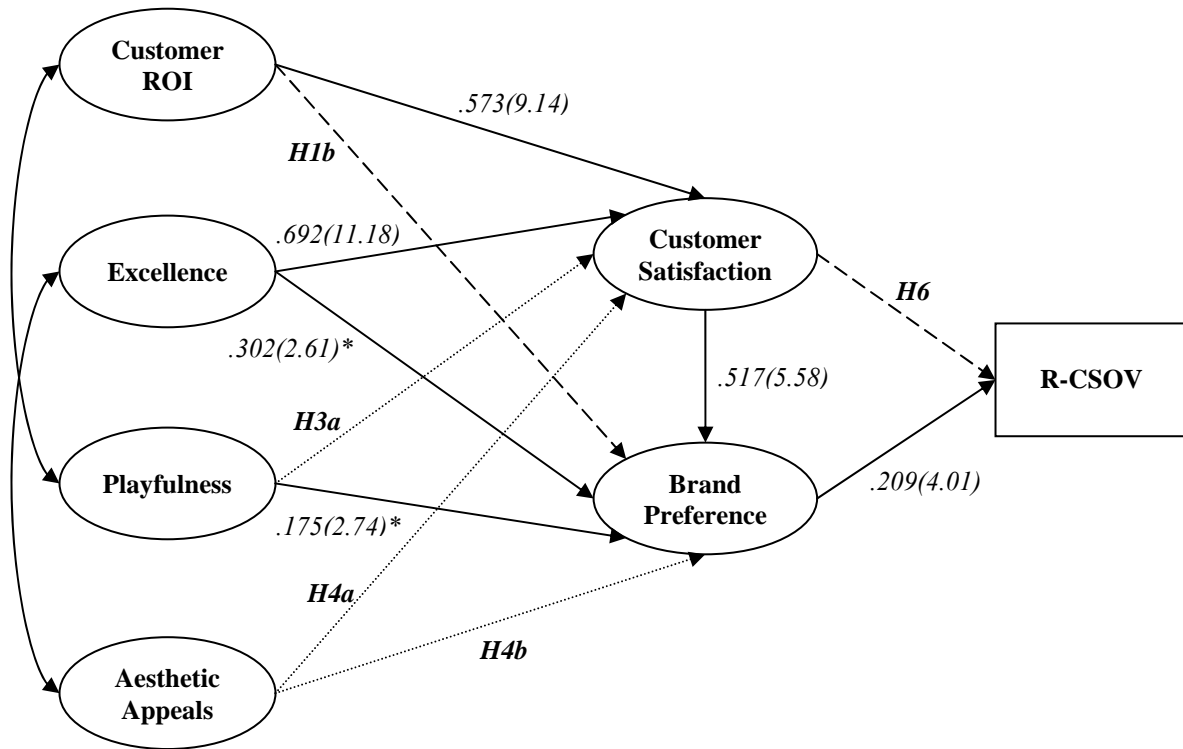 Customer
ROI
.573(9.14)
H1b
Excellence
.692(11.18)
Customer
Satisfaction
H6
.302(2.61)*
.517(5.58)
R-CSOV
H3a
Playfulness
.175(2.74)*
Brand
Preference
.209(4.01)
H4a
H4b
Aesthetic
Appeals